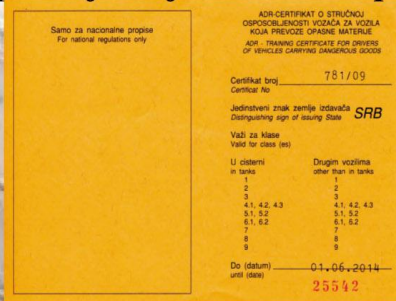 Samo za nacionalne propise
For national regulations only
ADR-CERTIFIKAT O STRUČNOJ
OSPOSOBLJENOSTI VOZAČA ZA VOZILA
KOJA PREVOZE OPASNE MATERIJE
ADR - TRAINING CERTIFICATE FOR DRIVERS
OF VEHICLES CARRYING DANGEROUS GOODS
Certifikat broj 781/09
Certificat No
Jedinstveni znak zemlje izdavača SRB
Distinguishing sign of issuing State
Važi za klase
Valid for class (es)
U cisterni Drugim vozilima
in tanks other than in tanks
1 1
2 2
3 3
4.1, 4.2, 4.3 4.1, 4.2, 4.3
5.1, 5.2 5.1, 5.2
6.1, 6.2 6.1, 6.2
7 7
8 8
9 9
Do (datum) 01.06.2014
until (date)
25542